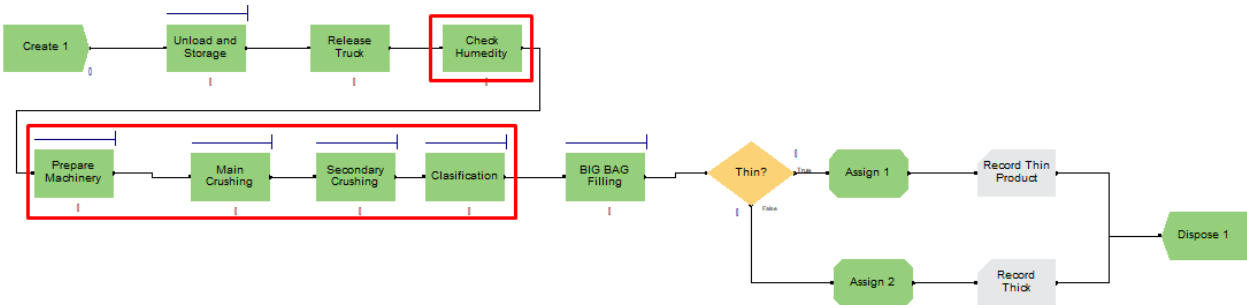 Create 1
Unload and
Storage
Release
Truck
Check
Humedity
Prepare
Machinery
Main
Crushing
Secondary
Crushing
Clasification
BIG BAG
Filling
Thin?
True
False
Assign 1
Record Thin
Product
Dispose 1
Assign 2
Record
Thick